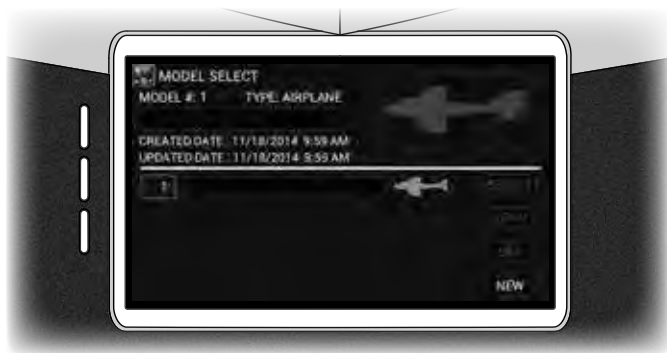 MODEL SELECT
MODEL #: 1 TYPE: AIRPLANE
CREATED DATE: 11/18/2014 9:59 AM
UPDATED DATE: 11/18/2014 9:59 AM
1
NEW